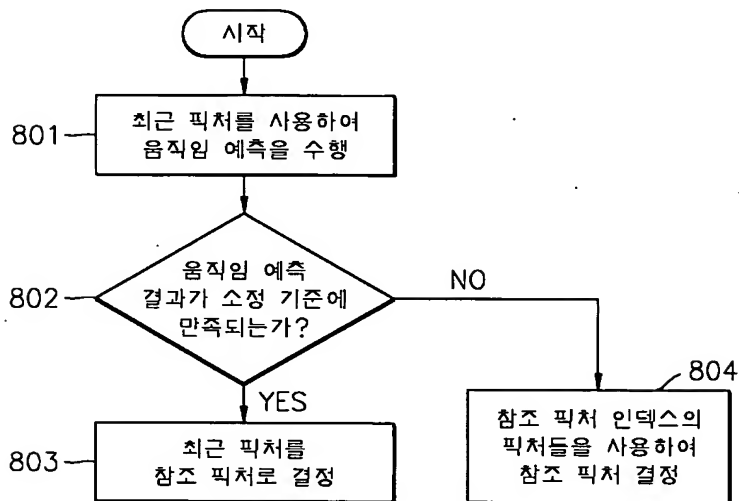 시작
801
최근 픽처를 사용하여
움직임 예측을 수행
802
움직임 예측
결과가 소정 기준에
만족되는가?
NO
YES
803
최근 픽처를
참조 픽처로 결정
804
참조 픽처 인덱스의
픽처들을 사용하여
참조 픽처 결정